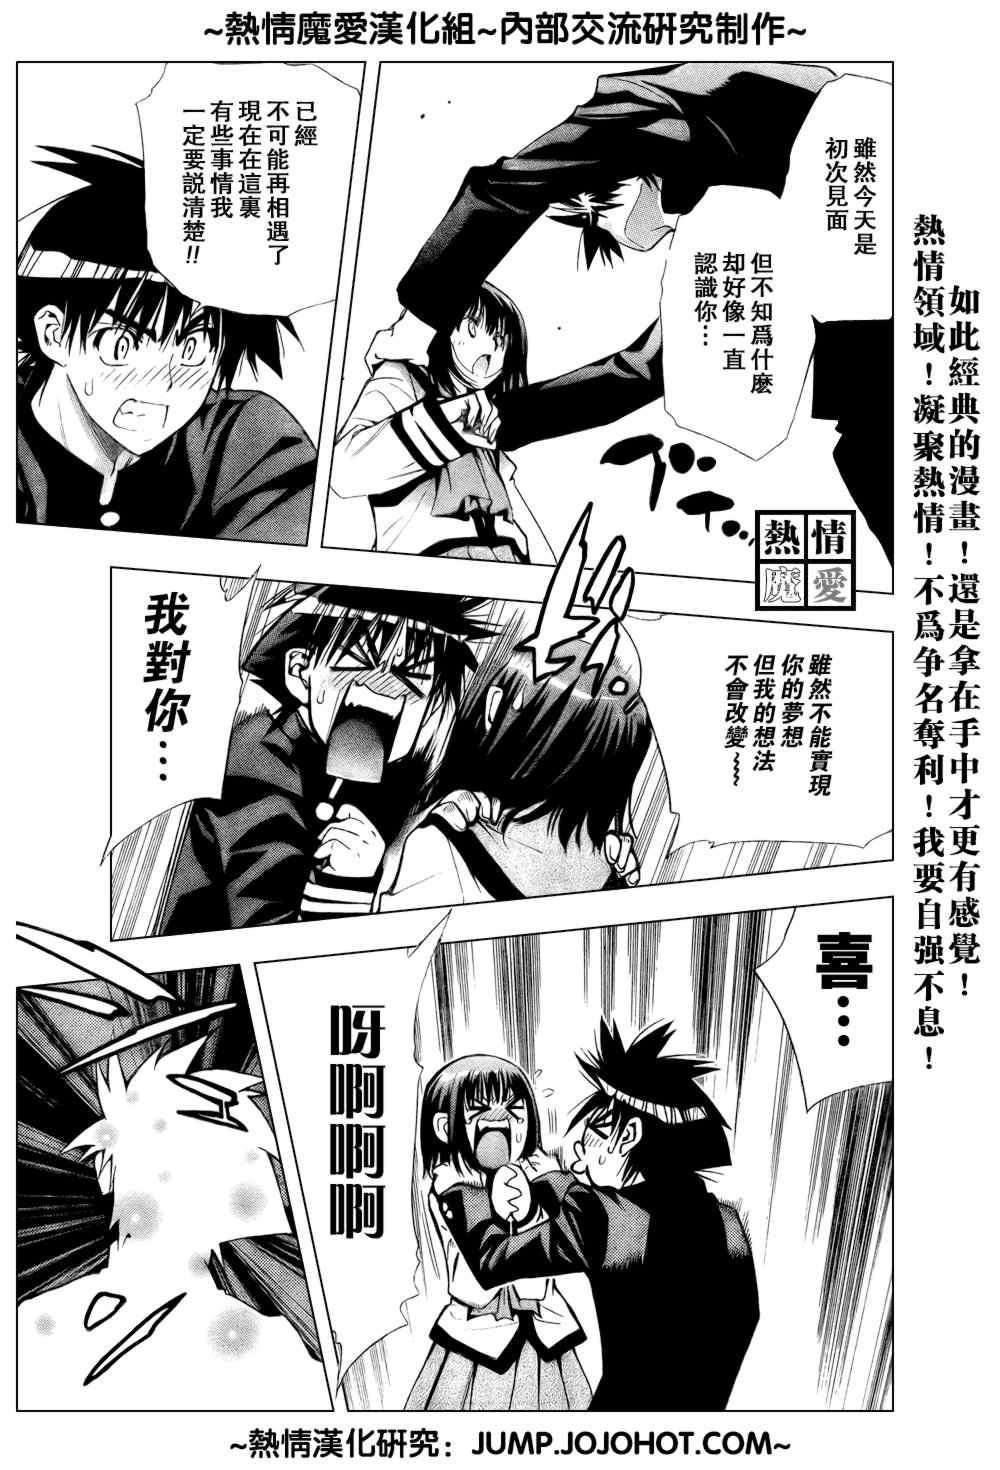 ~熱情魔愛漢化組~內部交流研究制作~
雖然今天是
初次見面
但不知爲什麽
却好像一直
認識你…
已經
不可能再相遇了
現在在這裏
有些事情我
一定要說清楚!!
熱情
魔愛
雖然不能實現
你的夢想
但我的想法
不會改變~~~
我對你…
喜…
呀啊啊啊
如此經典的漫畫！還是拿在手中才更有感覺！
熱情領域！凝聚熱情！不爲争名奪利！我要自强不息！
~熱情漢化研究：JUMP.JOJOHOT.COM~